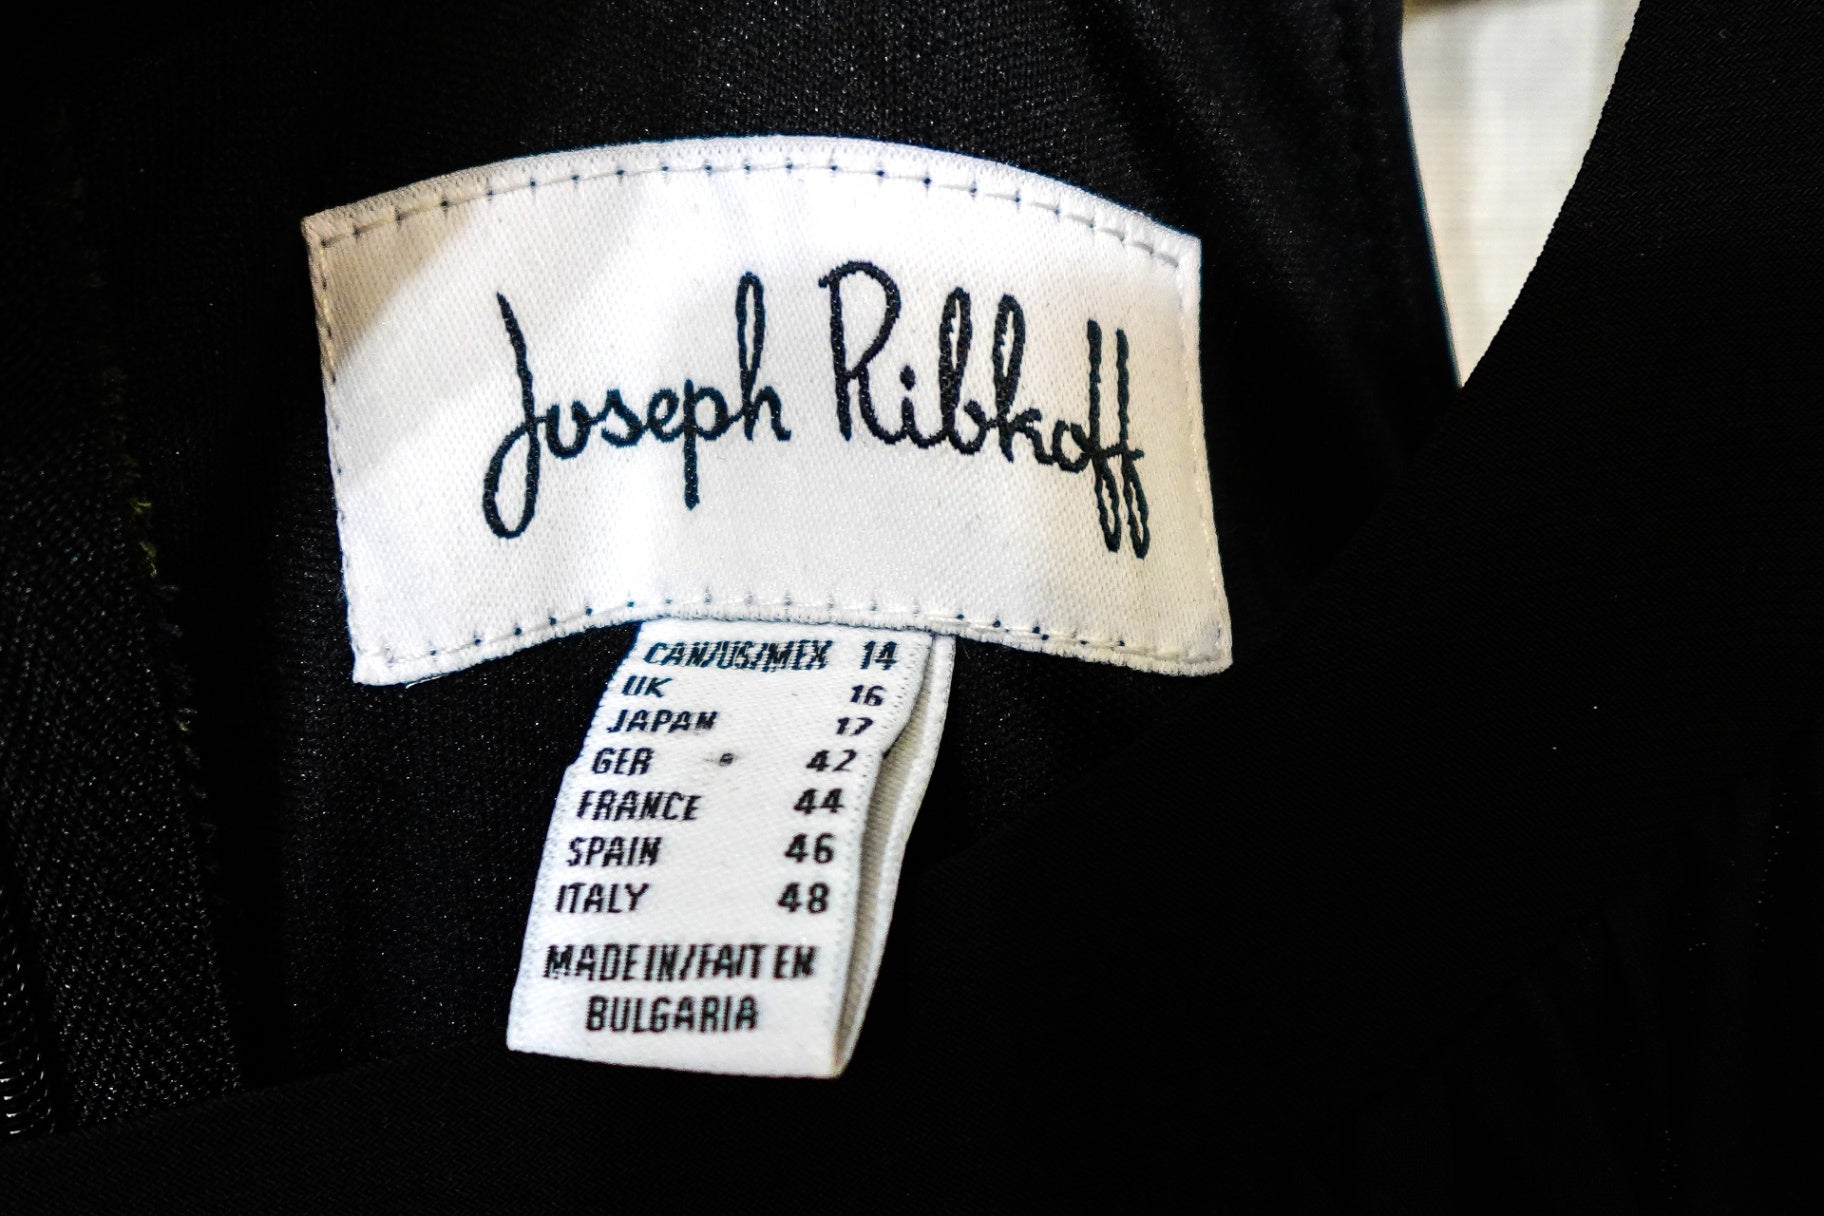 Joseph Ribkoff
CAN/US/MEX 14
UK 16
JAPAN 17
GER 42
FRANCE 44
SPAIN 46
ITALY 48
MADE IN/FAIT EN
BULGARIA